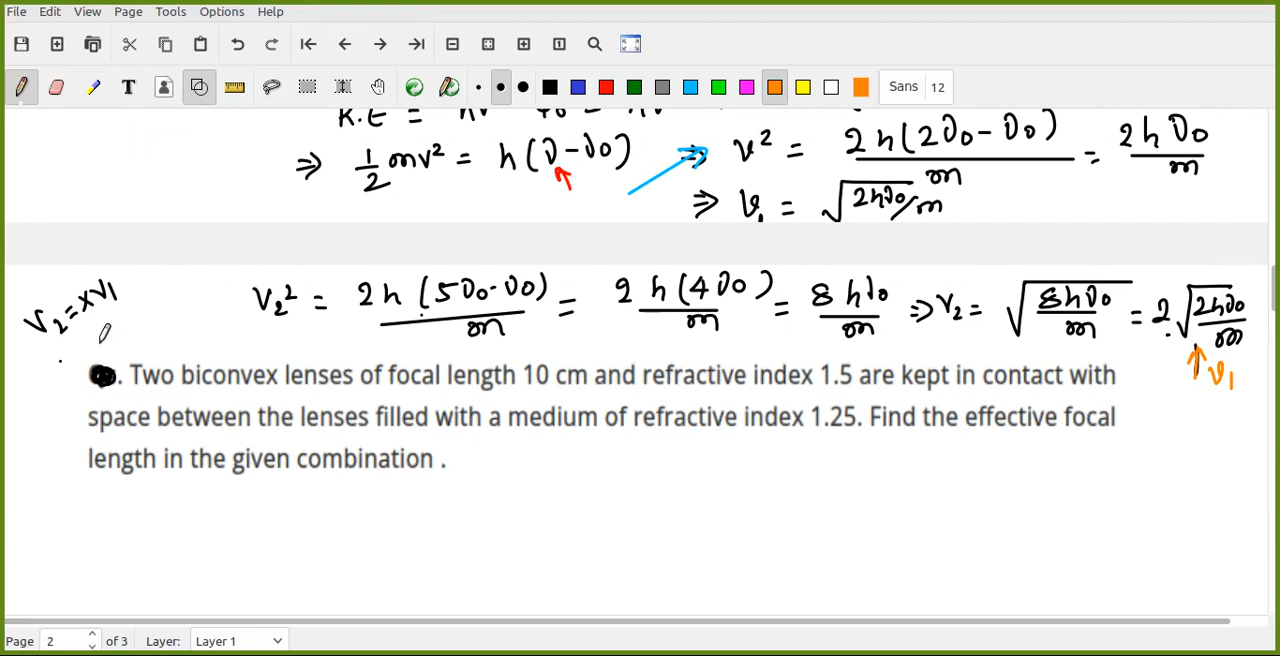 File Edit View Page Tools Options Help
Sans 12
K.E = hν
⇒ 1/2 mv² = h(ν-ν0) ⇒ v² = 2h(2ν0-ν0)/m = 2hν0/m
⇒ v1 = √2hν0/m
V2=xV1
V2² = 2h(5ν0-ν0)/m = 2h(4ν0)/m = 8hν0/m ⇒ V2 = √8hν0/m = 2.√2hν0/m
v1
. Two biconvex lenses of focal length 10 cm and refractive index 1.5 are kept in contact with
space between the lenses filled with a medium of refractive index 1.25. Find the effective focal
length in the given combination .
Page 2 of 3 Layer: Layer 1